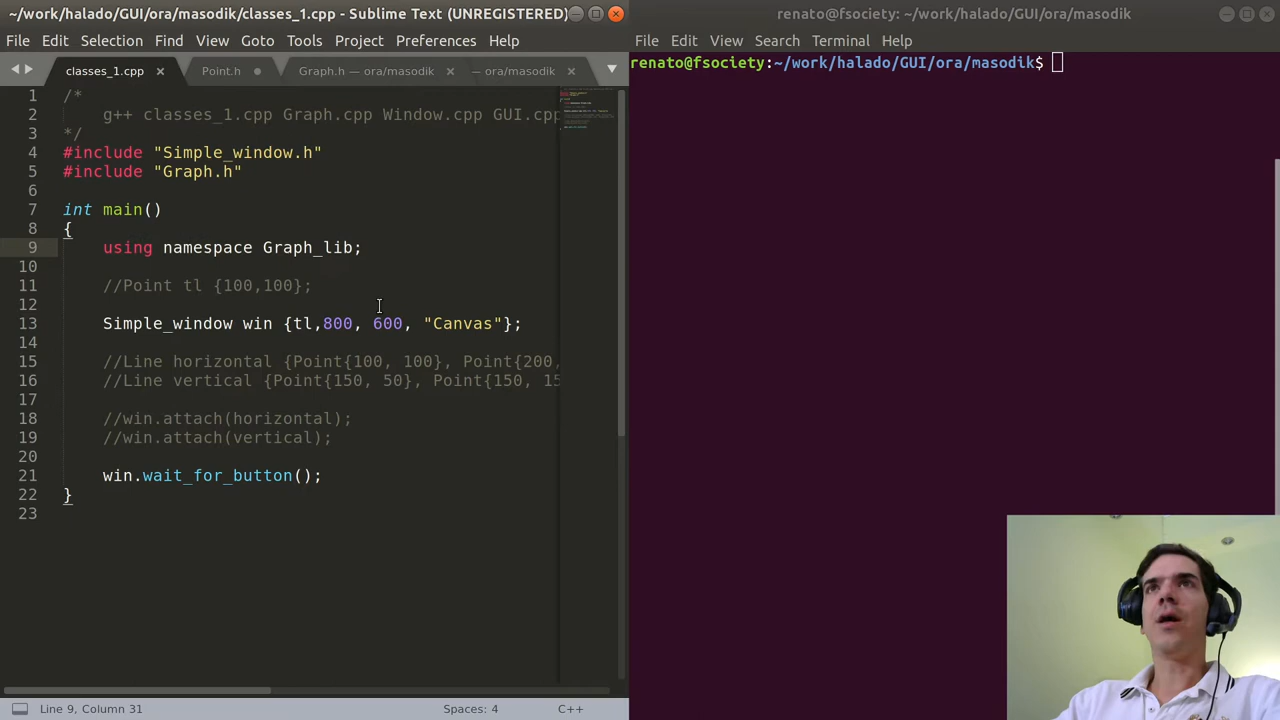 ~/work/halado/GUI/ora/masodik/classes_1.cpp - Sublime Text (UNREGISTERED)
File Edit Selection Find View Goto Tools Project Preferences Help
classes_1.cpp Point.h Graph.h — ora/masodik — ora/masodik
1 /*
2 g++ classes_1.cpp Graph.cpp Window.cpp GUI.cpp
3 */
4 #include "Simple_window.h"
5 #include "Graph.h"
6
7 int main()
8 {
9 using namespace Graph_lib;
10
11 //Point tl {100,100};
12
13 Simple_window win {tl,800, 600, "Canvas"};
14
15 //Line horizontal {Point{100, 100}, Point{200,
16 //Line vertical {Point{150, 50}, Point{150, 15
17
18 //win.attach(horizontal);
19 //win.attach(vertical);
20
21 win.wait_for_button();
22 }
23
Line 9, Column 31 Spaces: 4 C++
renato@fsociety: ~/work/halado/GUI/ora/masodik
File Edit View Search Terminal Help
renato@fsociety:~/work/halado/GUI/ora/masodik$